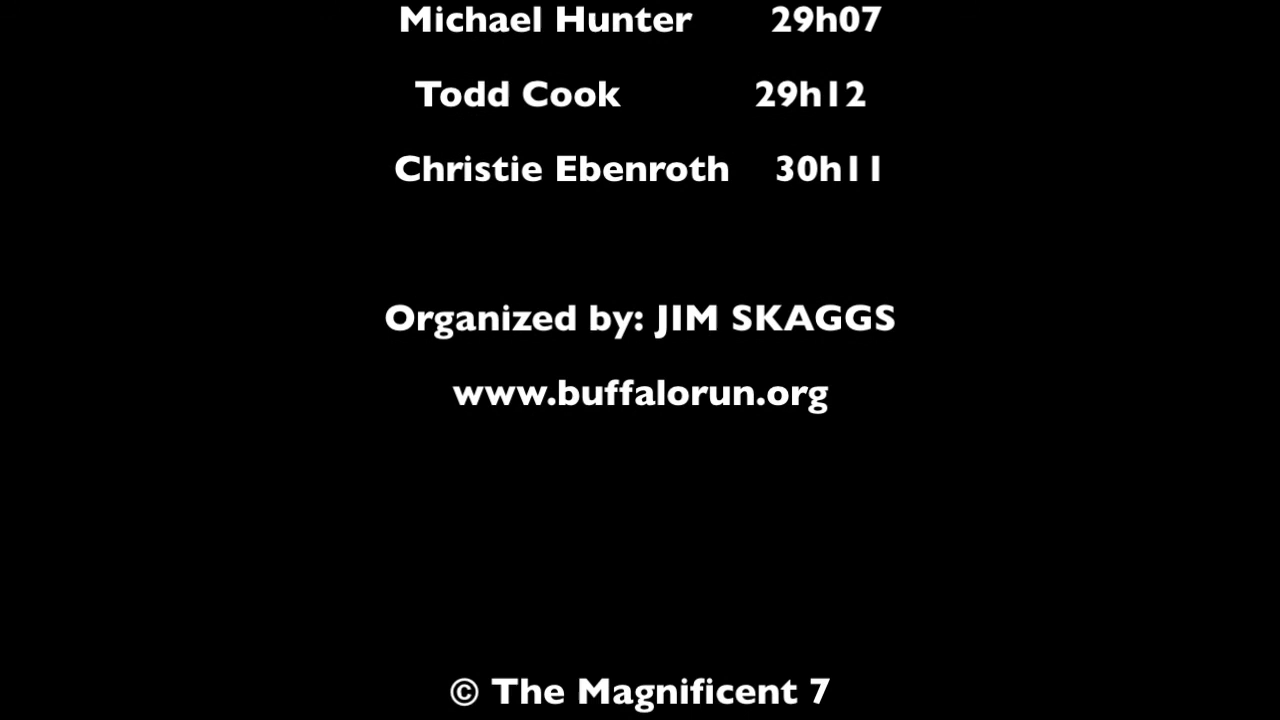 Michael Hunter 29h07
Todd Cook 29h12
Christie Ebenroth 30h11
Organized by: JIM SKAGGS
www.buffalorun.org
© The Magnificent 7